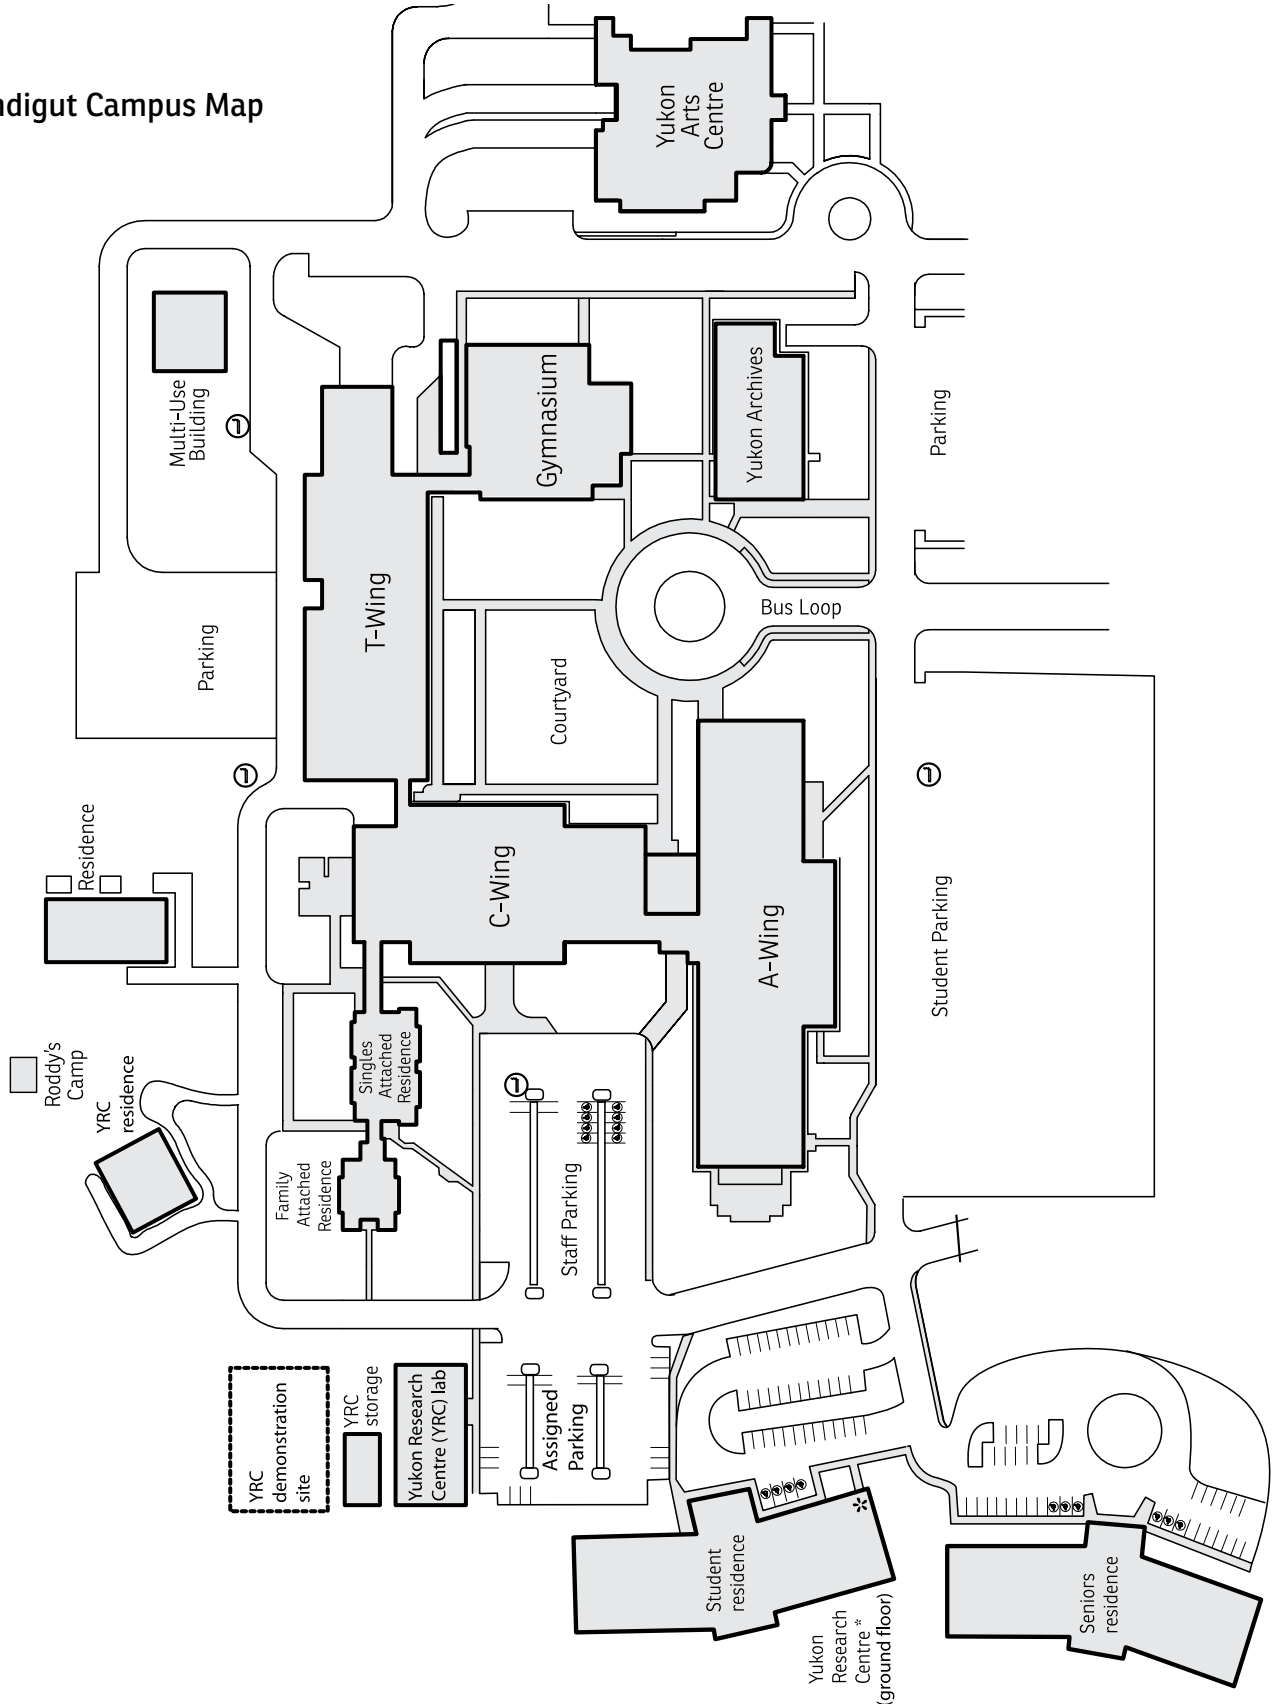 ndigut Campus Map
Yukon
Arts
Centre
Multi-Use
Building
Gymnasium
Yukon Archives
Parking
T-Wing
Parking
Bus Loop
Courtyard
Residence
C-Wing
A-Wing
Student Parking
Roddy's
Camp
YRC
residence
Singles
Attached
Residence
Family
Attached
Residence
Staff Parking
YRC
demonstration
site
YRC
storage
Yukon Research
Centre (YRC) lab
Assigned
Parking
*
Student
residence
Yukon
Research
Centre *
(ground floor)
Seniors
residence